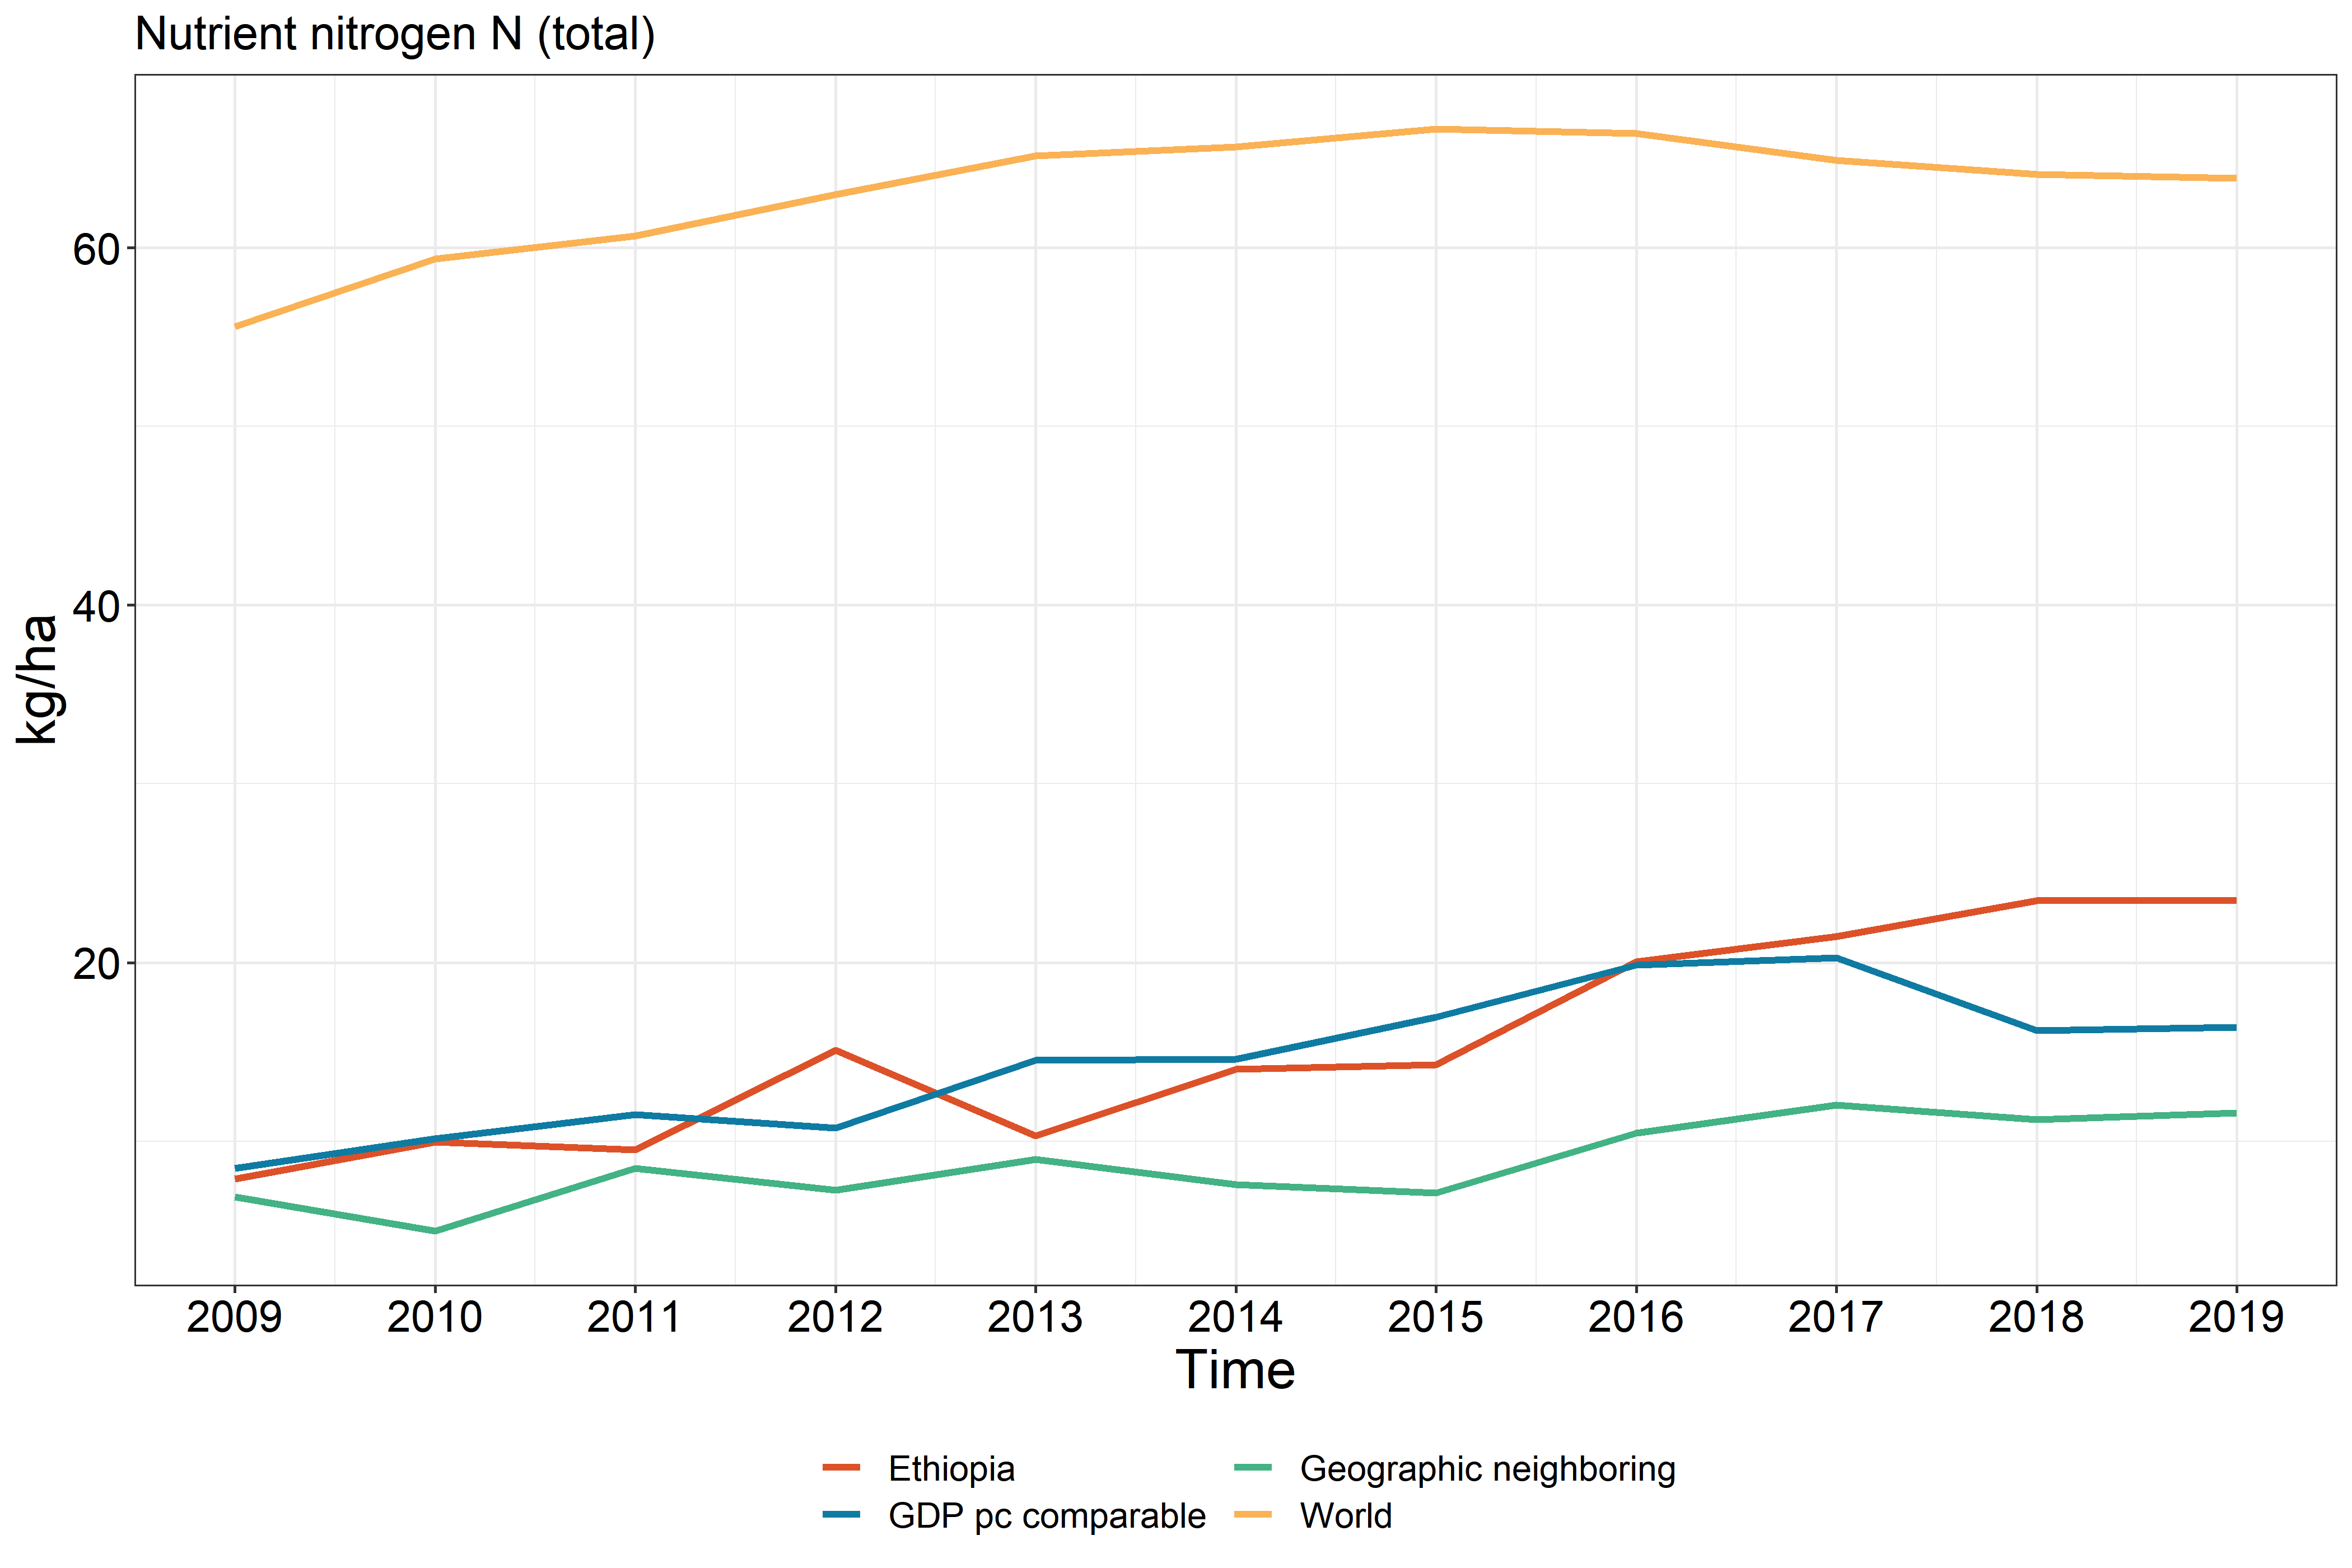 Nutrient nitrogen N (total)
60
40
20
kg/ha
2009 2010 2011 2012 2013 2014 2015 2016 2017 2018 2019
Time
Ethiopia Geographic neighboring
GDP pc comparable World